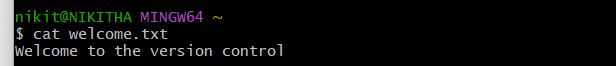 nikit@NIKITHA MINGW64 ~
$ cat welcome.txt
Welcome to the version control